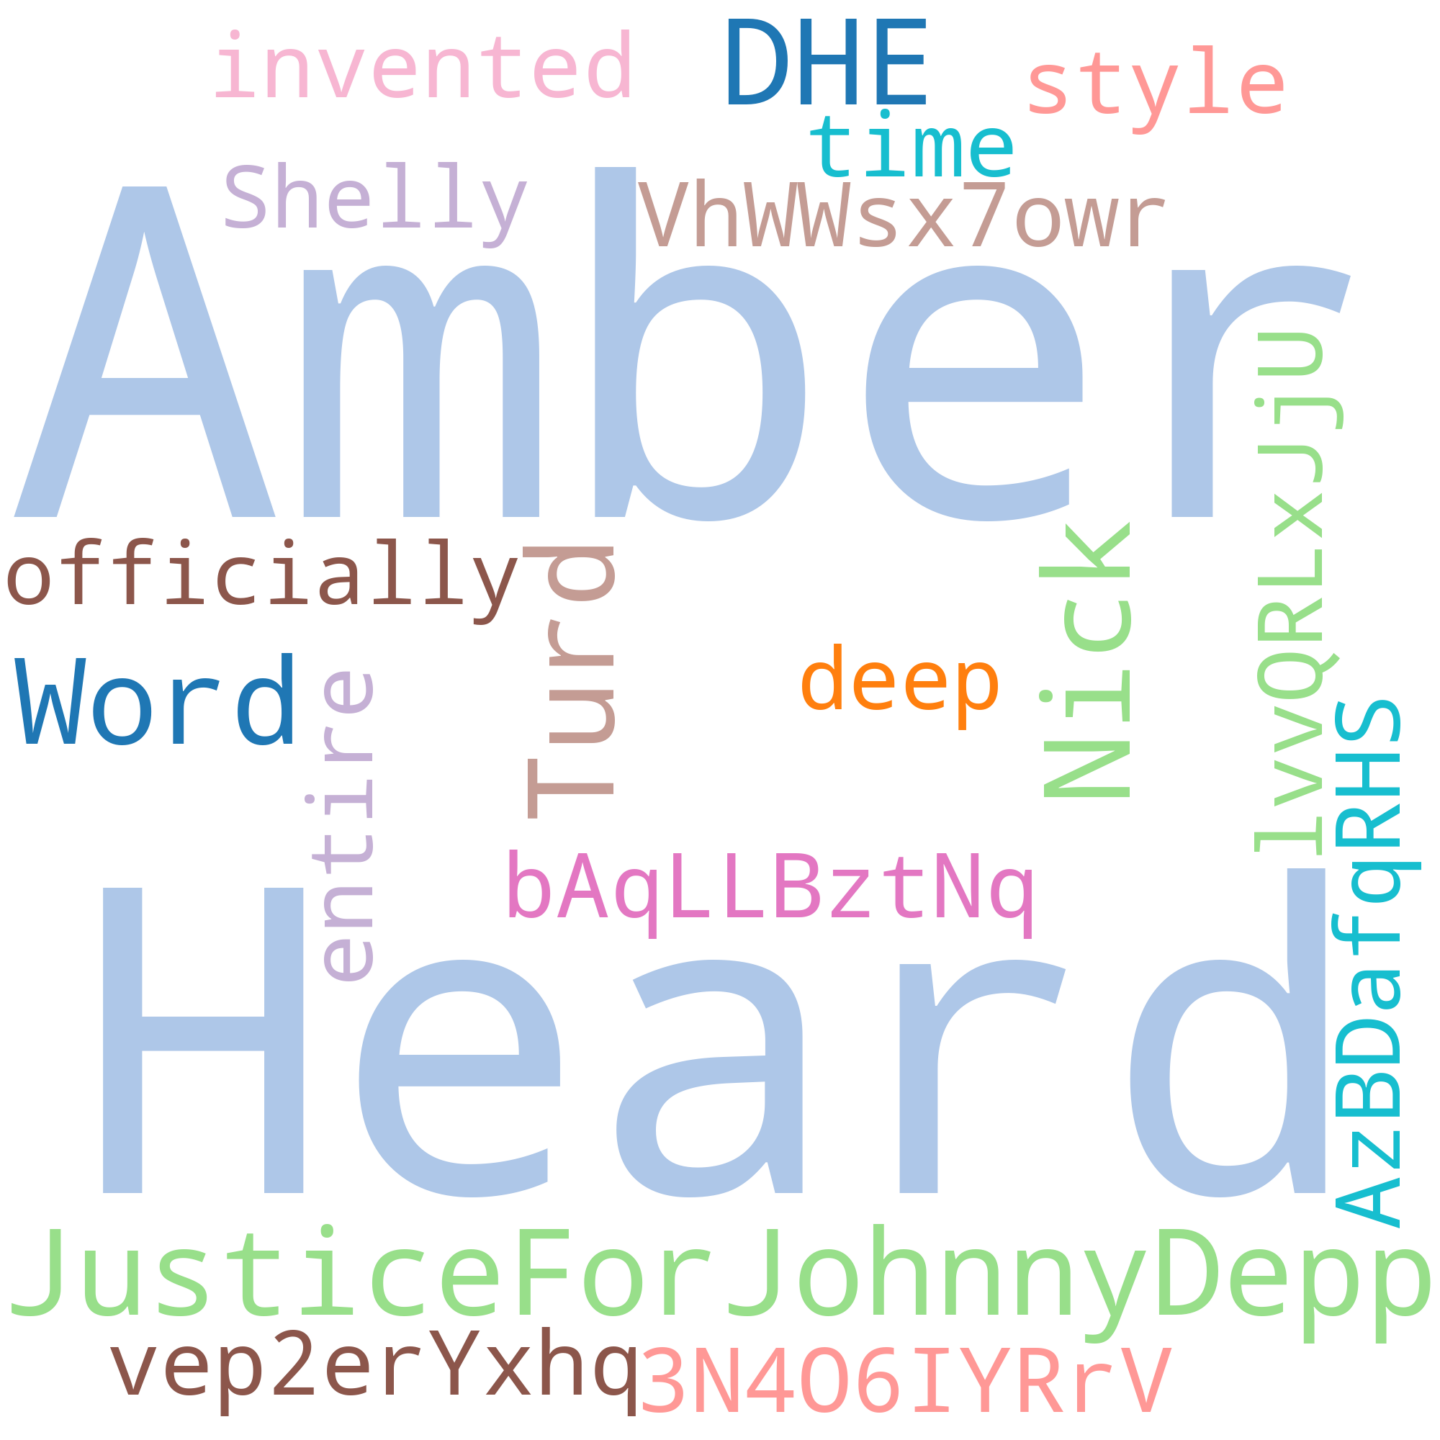 invented
DHE
style
time
Shelly
VhWWsx7owr
Amber
lvvQRLxJjU
officially
Turd
Nick
Word
deep
entire
AzBDafqRHS
bAqLLBztNq
Heard
JusticeForJohnnyDepp
vep2erYxhq
3N4O6IYRrV